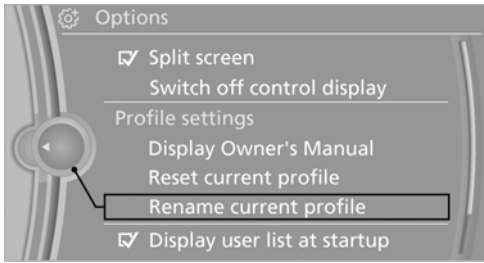 Options
Split screen
Switch off control display
Profile settings
Display Owner's Manual
Reset current profile
Rename current profile
Display user list at startup